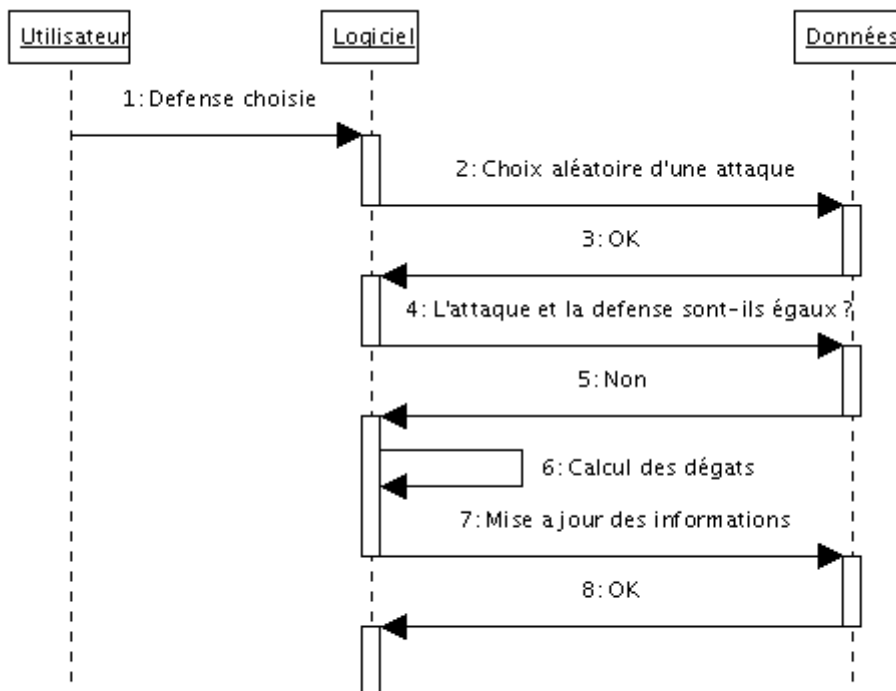 Utilisateur
Logiciel
Données
1: Defense choisie
2: Choix aléatoire d'une attaque
3: OK
4: L'attaque et la defense sont-ils égaux ?
5: Non
6: Calcul des dégats
7: Mise a jour des informations
8: OK